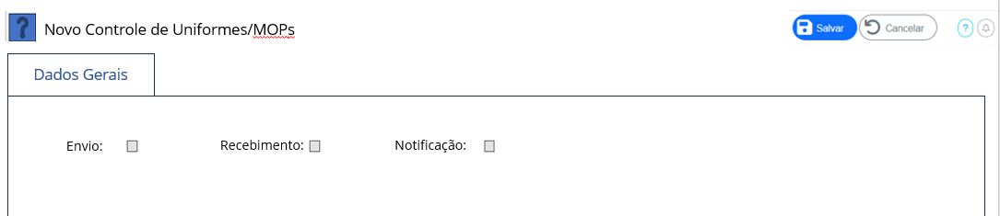 Novo Controle de Uniformes/MOPs
Salvar
Cancelar
?
Dados Gerais
Envio:
Recebimento:
Notificação: